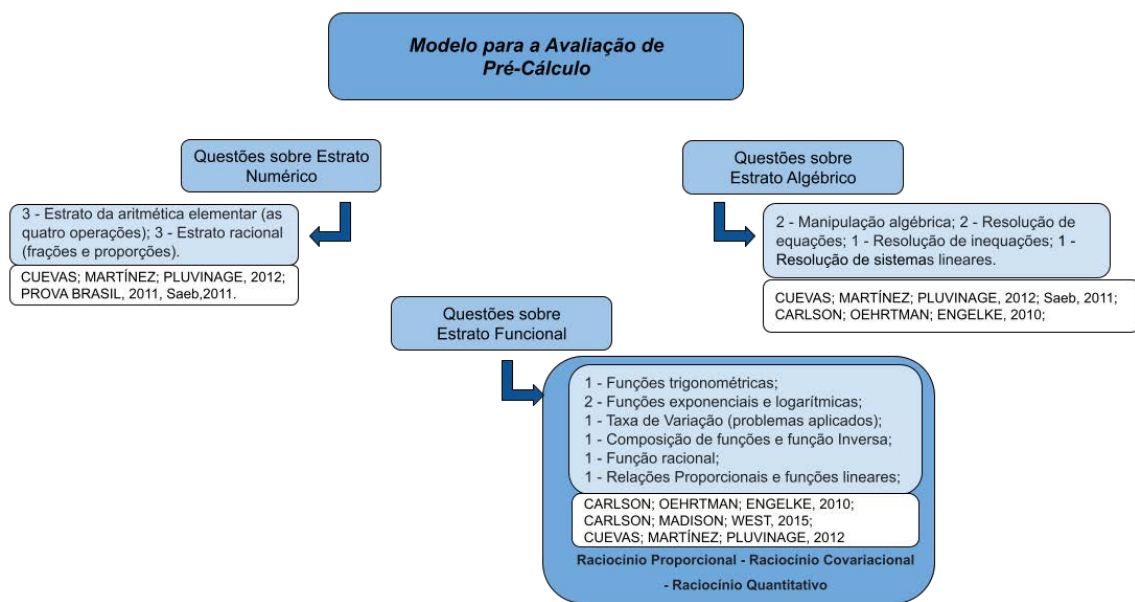 Modelo para a Avaliação de
Pré-Cálculo
Questões sobre Estrato
Numérico
3 - Estrato da aritmética elementar (as
quatro operações); 3 - Estrato racional
(frações e proporções).
CUEVAS; MARTÍNEZ; PLUVINAGE, 2012;
PROVA BRASIL, 2011, Saeb,2011.
Questões sobre
Estrato Algébrico
2 - Manipulação algébrica; 2 - Resolução de
equações; 1 - Resolução de inequações; 1 -
Resolução de sistemas lineares.
CUEVAS; MARTÍNEZ; PLUVINAGE, 2012; Saeb, 2011;
CARLSON; OEHRTMAN; ENGELKE, 2010;
Questões sobre
Estrato Funcional
1 - Funções trigonométricas;
2 - Funções exponenciais e logarítmicas;
1 - Taxa de Variação (problemas aplicados);
1 - Composição de funções e função Inversa;
1 - Função racional;
1 - Relações Proporcionais e funções lineares;
CARLSON; OEHRTMAN; ENGELKE, 2010;
CARLSON; MADISON; WEST, 2015;
CUEVAS; MARTÍNEZ; PLUVINAGE, 2012
Raciocínio Proporcional - Raciocínio Covariacional
- Raciocínio Quantitativo